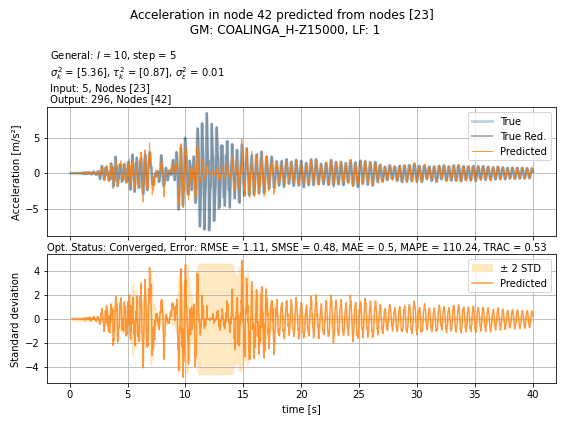 Acceleration in node 42 predicted from nodes [23]
GM: COALINGA_H-Z15000, LF: 1
General: l = 10, step = 5
σ²ₖ = [5.36], τ²ₖ = [0.87], σ²ε = 0.01
Input: 5, Nodes [23]
Output: 296, Nodes [42]
Acceleration [m/s²]
5
0
−5
True
True Red.
Predicted
Opt. Status: Converged, Error: RMSE = 1.11, SMSE = 0.48, MAE = 0.5, MAPE = 110.24, TRAC = 0.53
Standard deviation
4
2
0
−2
−4
± 2 STD
Predicted
0 5 10 15 20 25 30 35 40
time [s]